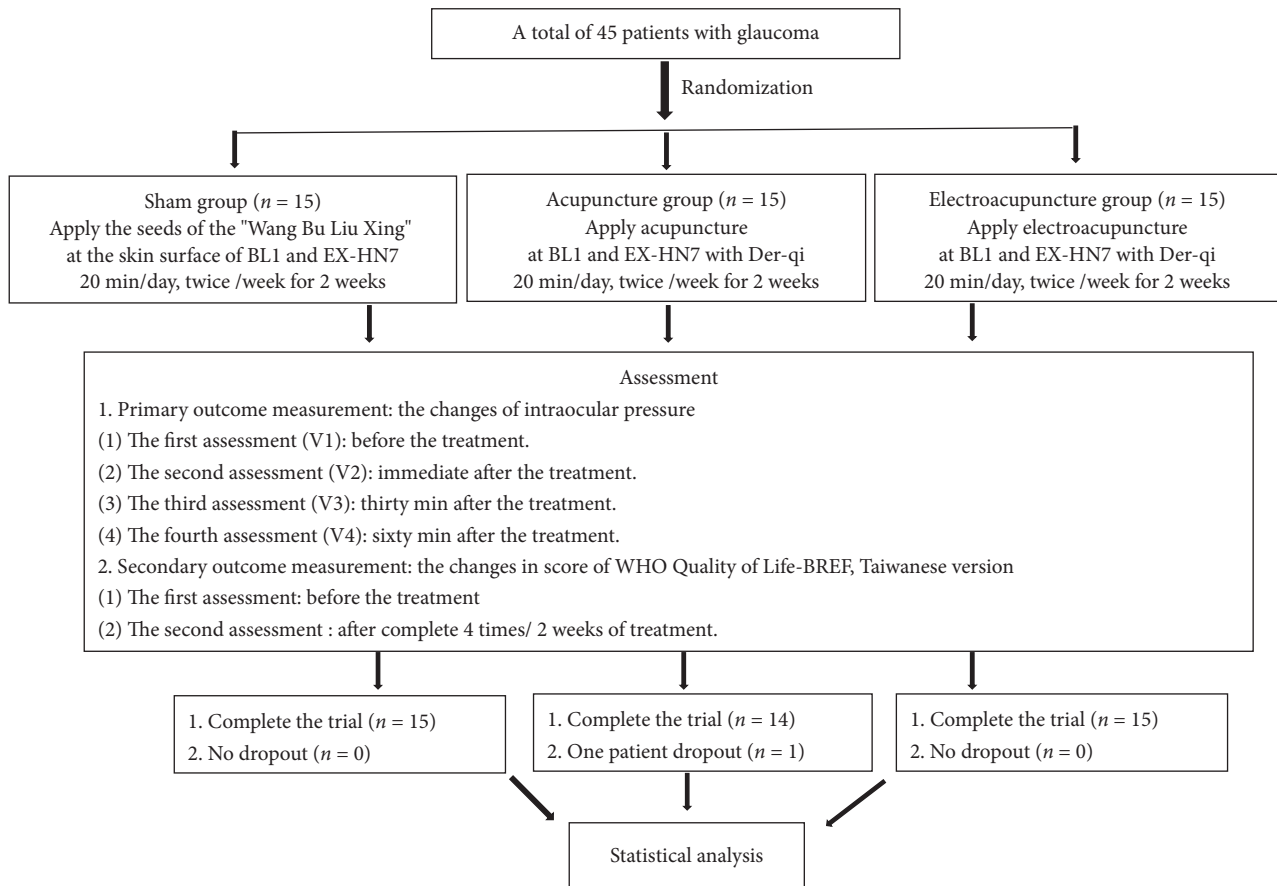 A total of 45 patients with glaucoma
Randomization
Sham group (n = 15)
Apply the seeds of the "Wang Bu Liu Xing"
at the skin surface of BL1 and EX-HN7
20 min/day, twice /week for 2 weeks
Acupuncture group (n = 15)
Apply acupuncture
at BL1 and EX-HN7 with Der-qi
20 min/day, twice /week for 2 weeks
Electroacupuncture group (n = 15)
Apply electroacupuncture
at BL1 and EX-HN7 with Der-qi
20 min/day, twice /week for 2 weeks
Assessment
1. Primary outcome measurement: the changes of intraocular pressure
(1) The first assessment (V1): before the treatment.
(2) The second assessment (V2): immediate after the treatment.
(3) The third assessment (V3): thirty min after the treatment.
(4) The fourth assessment (V4): sixty min after the treatment.
2. Secondary outcome measurement: the changes in score of WHO Quality of Life-BREF, Taiwanese version
(1) The first assessment: before the treatment
(2) The second assessment : after complete 4 times/ 2 weeks of treatment.
1. Complete the trial (n = 15)
2. No dropout (n = 0)
1. Complete the trial (n = 14)
2. One patient dropout (n = 1)
1. Complete the trial (n = 15)
2. No dropout (n = 0)
Statistical analysis